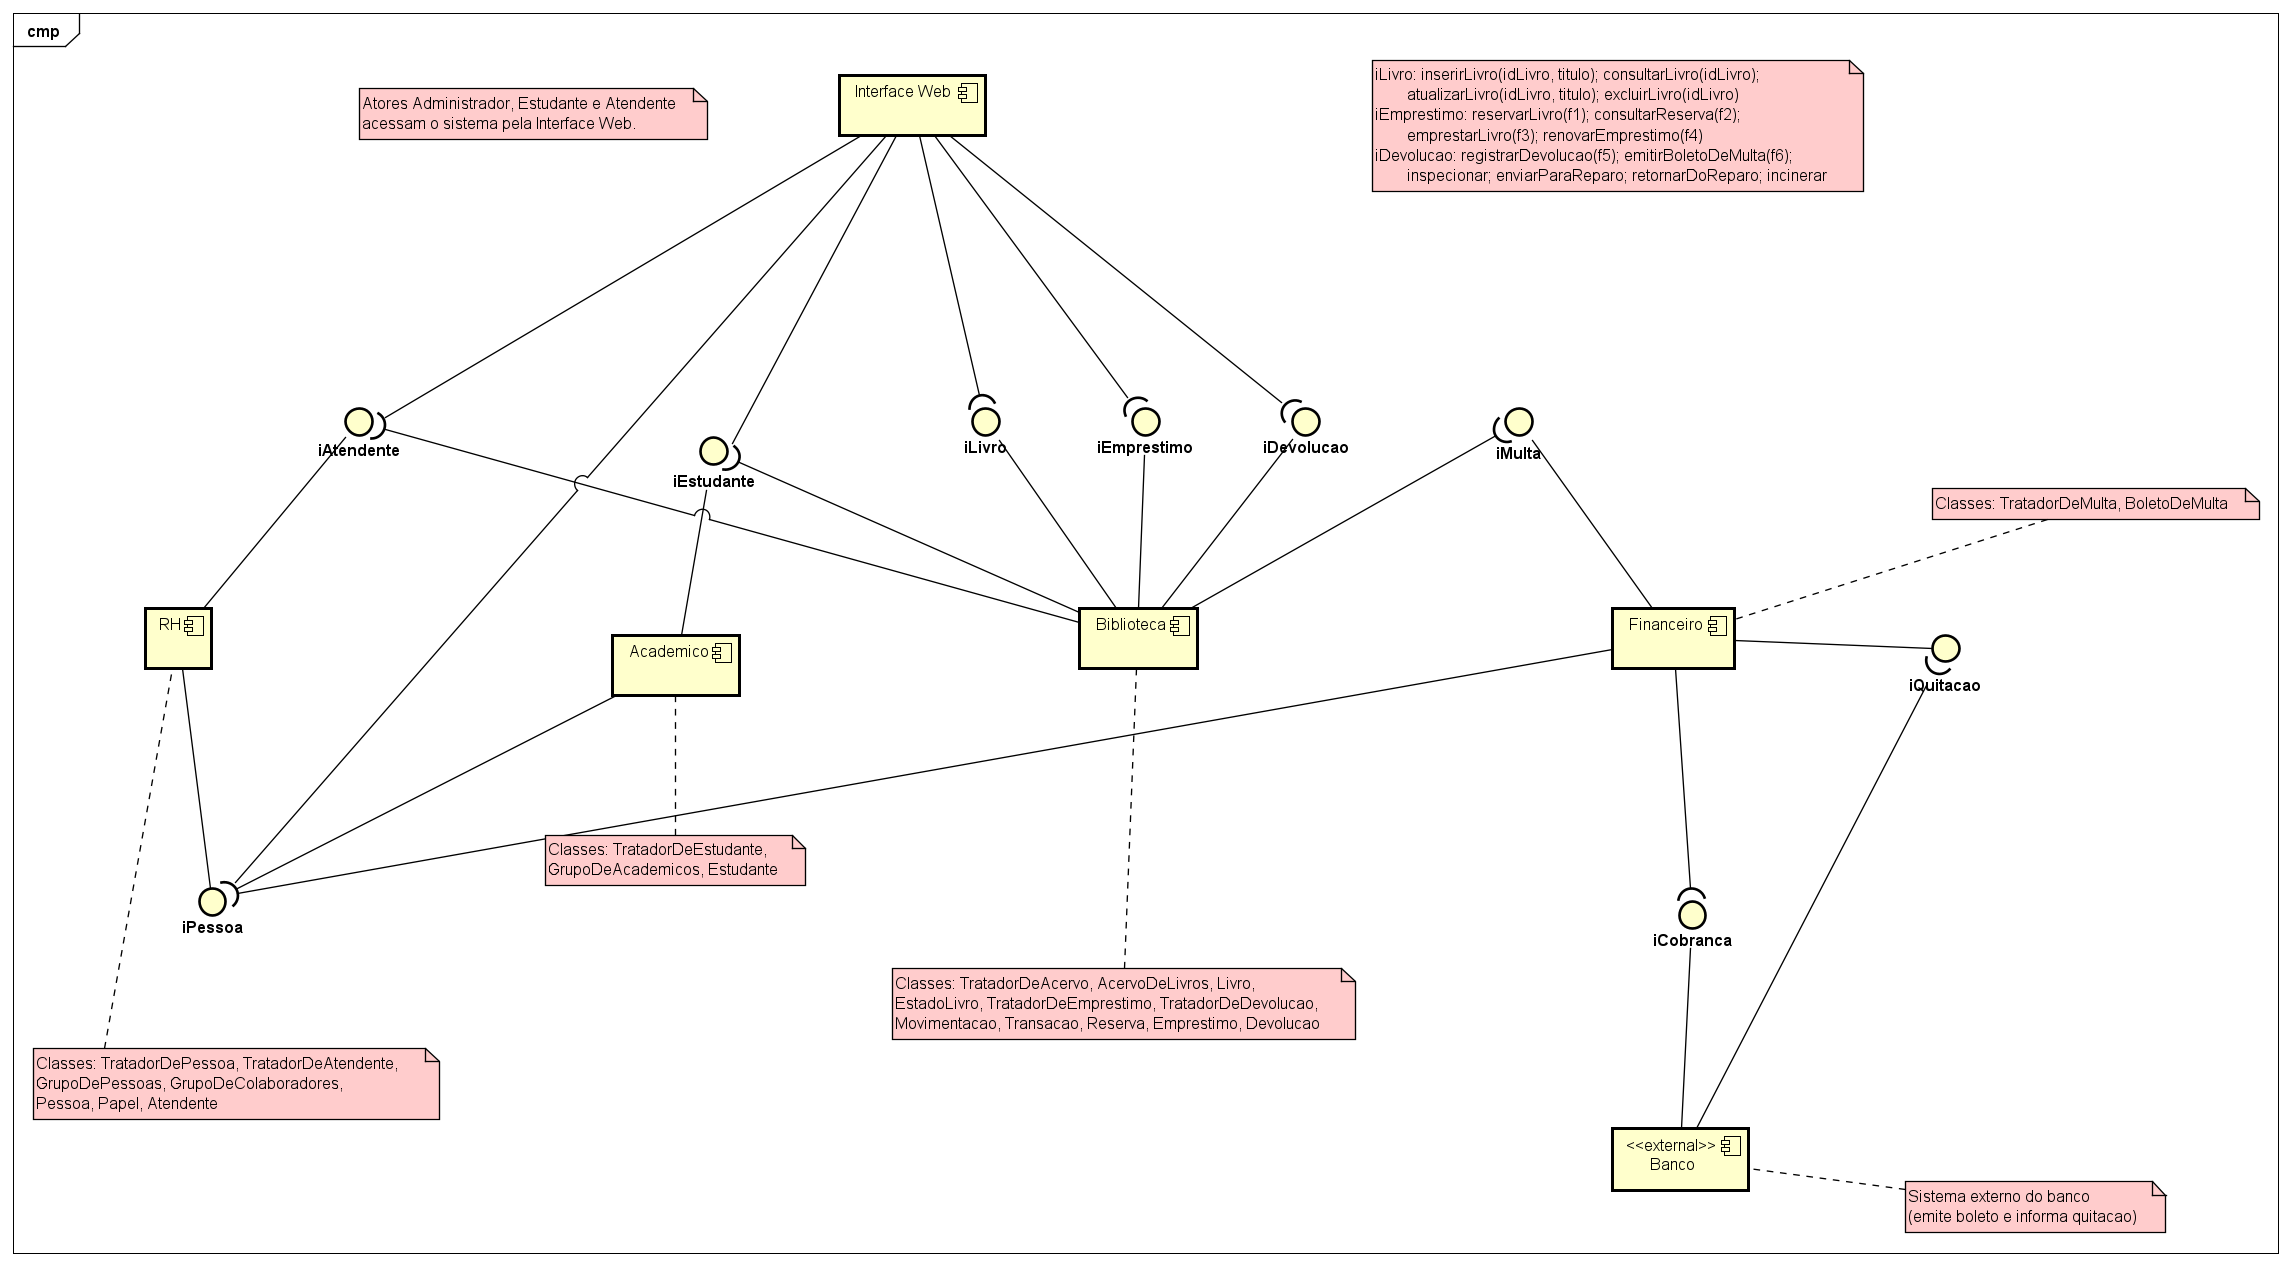 cmp
Interface Web
Atores Administrador, Estudante e Atendente
acessam o sistema pela Interface Web.
iLivro: inserirLivro(idLivro, titulo); consultarLivro(idLivro);
atualizarLivro(idLivro, titulo); excluirLivro(idLivro)
iEmprestimo: reservarLivro(f1); consultarReserva(f2);
emprestarLivro(f3); renovarEmprestimo(f4)
iDevolucao: registrarDevolucao(f5); emitirBoletoDeMulta(f6);
inspecionar; enviarParaReparo; retornarDoReparo; incinerar
iAtendente
iEstudante
iLivro
iEmprestimo
iDevolucao
iMulta
Classes: TratadorDeMulta, BoletoDeMulta
RH
Academico
Biblioteca
Financeiro
iQuitacao
Classes: TratadorDeEstudante,
GrupoDeAcademicos, Estudante
iPessoa
iCobranca
Classes: TratadorDeAcervo, AcervoDeLivros, Livro,
EstadoLivro, TratadorDeEmprestimo, TratadorDeDevolucao,
Movimentacao, Transacao, Reserva, Emprestimo, Devolucao
Classes: TratadorDePessoa, TratadorDeAtendente,
GrupoDePessoas, GrupoDeColaboradores,
Pessoa, Papel, Atendente
<<external>>
Banco
Sistema externo do banco
(emite boleto e informa quitacao)